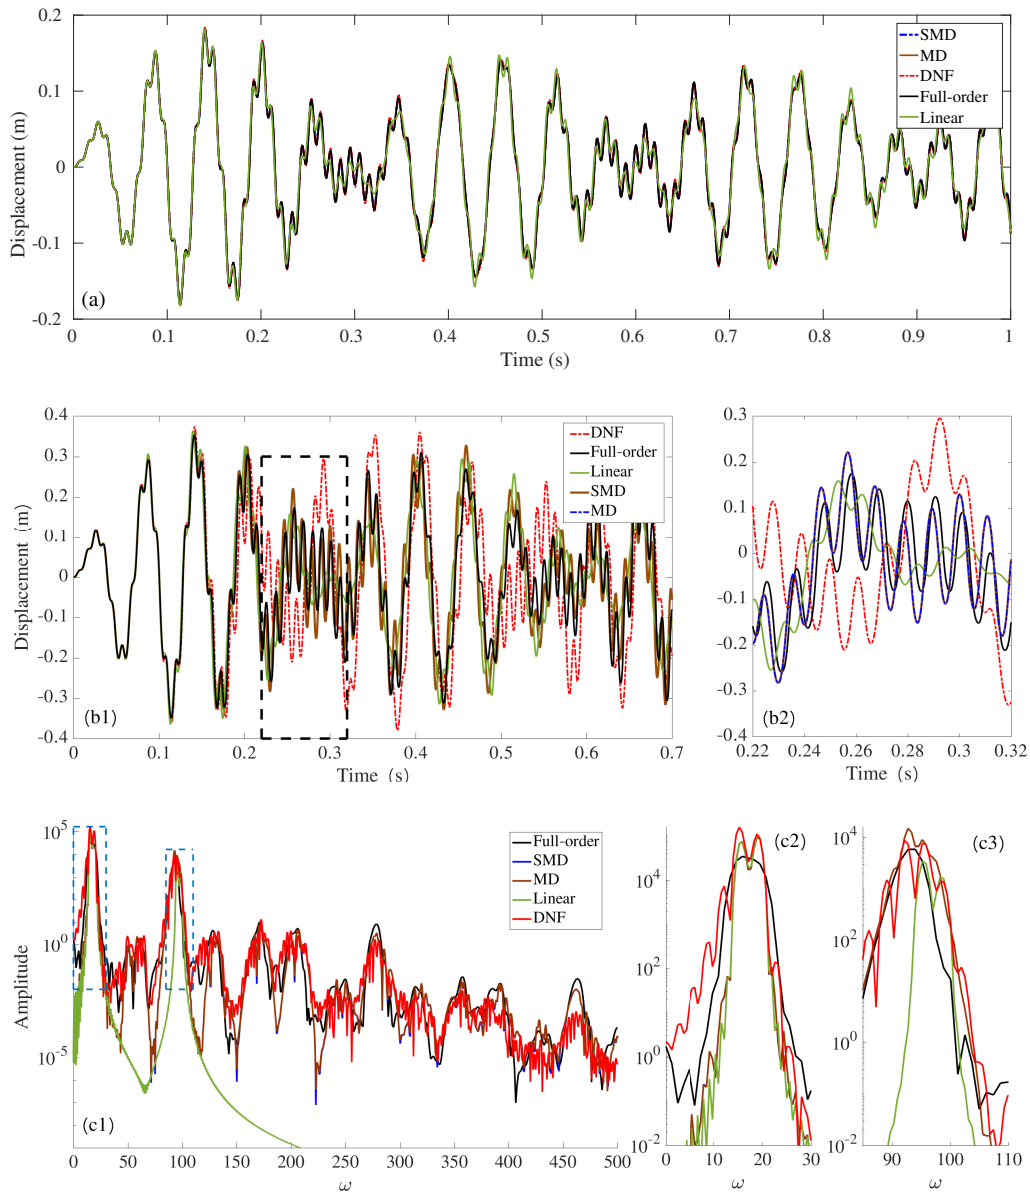 0.2
0.1
0
-0.1
-0.2
Displacement (m)
(a)
SMD
MD
DNF
Full-order
Linear
0 0.1 0.2 0.3 0.4 0.5 0.6 0.7 0.8 0.9 1
Time (s)
0.4
0.3
0.2
0.1
0
-0.1
-0.2
-0.3
-0.4
Displacement (m)
(b1)
DNF
Full-order
Linear
SMD
MD
0 0.1 0.2 0.3 0.4 0.5 0.6 0.7
Time (s)
0.3
0.2
0.1
0
-0.1
-0.2
-0.3
-0.4
(b2)
0.22 0.24 0.26 0.28 0.3 0.32
Time (s)
10^5
10^0
10^-5
Amplitude
(c1)
Full-order
SMD
MD
Linear
DNF
0 50 100 150 200 250 300 350 400 450 500
ω
(c2)
10^4
10^2
10^0
10^-2
0 10 20 30
ω
(c3)
10^4
10^2
10^0
10^-2
90 100 110
ω